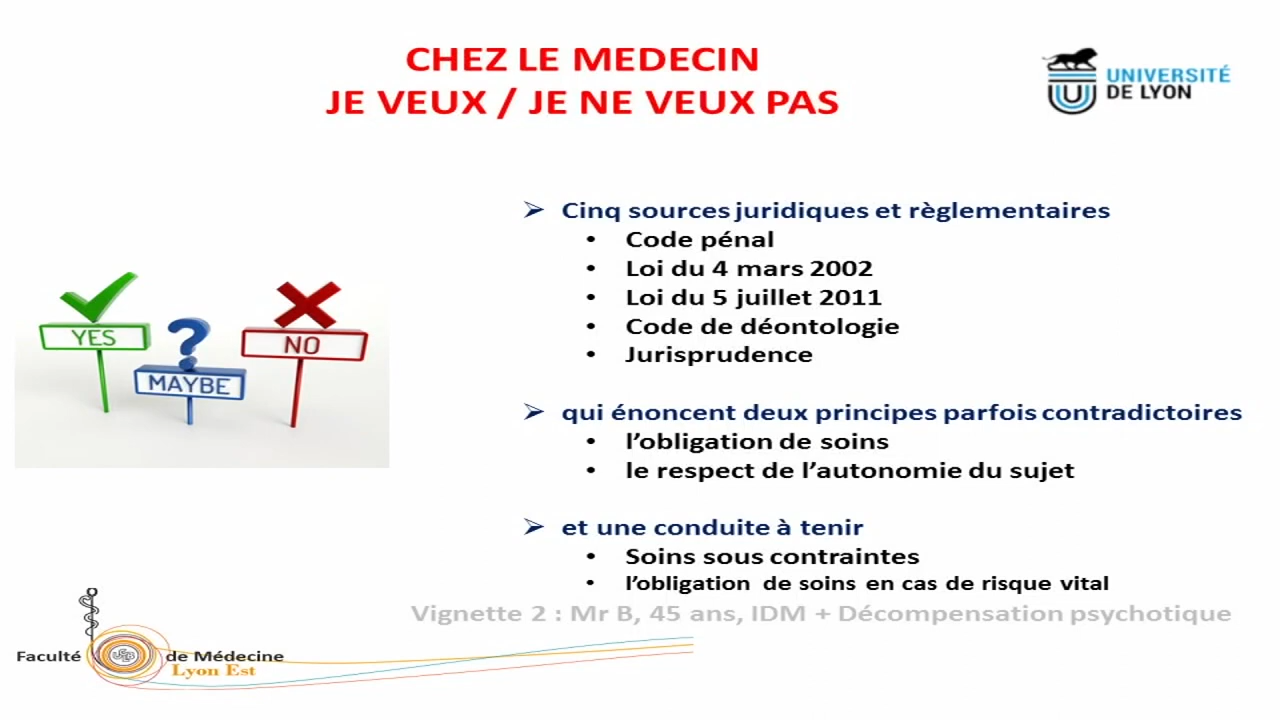 CHEZ LE MEDECIN
JE VEUX / JE NE VEUX PAS
UNIVERSITÉ
DE LYON
➢ Cinq sources juridiques et règlementaires
• Code pénal
• Loi du 4 mars 2002
• Loi du 5 juillet 2011
• Code de déontologie
• Jurisprudence
YES
?
MAYBE
NO
➢ qui énoncent deux principes parfois contradictoires
• l’obligation de soins
• le respect de l’autonomie du sujet
➢ et une conduite à tenir
• Soins sous contraintes
• l’obligation de soins en cas de risque vital
Vignette 2 : Mr B, 45 ans, IDM + Décompensation psychotique
Faculté de Médecine
Lyon Est